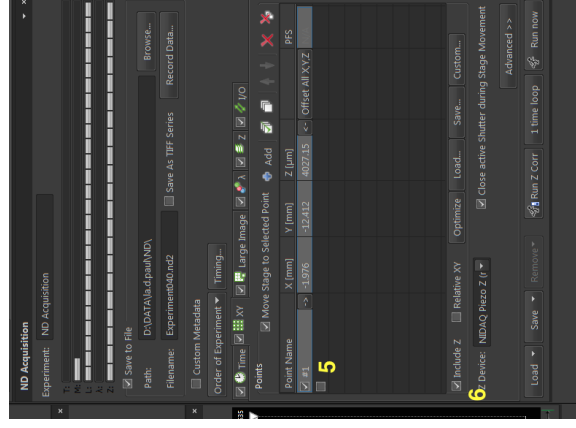 ND Acquisition
Experiment: ND Acquisition
T:
M:
L:
λ:
Z:
Save to File
Path: D:\DATA\la.d.paul\ND\ Browse...
Filename: Experiment040.nd2 Save As TIFF Series Record Data...
Custom Metadata
Order of Experiment Timing...
Time XY Large Image λ Z I/O
Points
Move Stage to Selected Point Add
Point Name X [mm] Y [mm] Z [µm] PFS
#1 -> -1.976 -12.412 4027.15 <- Offset All X,Y,Z
5
Include Z Relative XY Optimize Load... Save... Custom...
6
Z Device: NIDAQ Piezo Z (r Close active Shutter during Stage Movement
Advanced >>
Load Save Remove Run Z Corr 1 time loop Run now